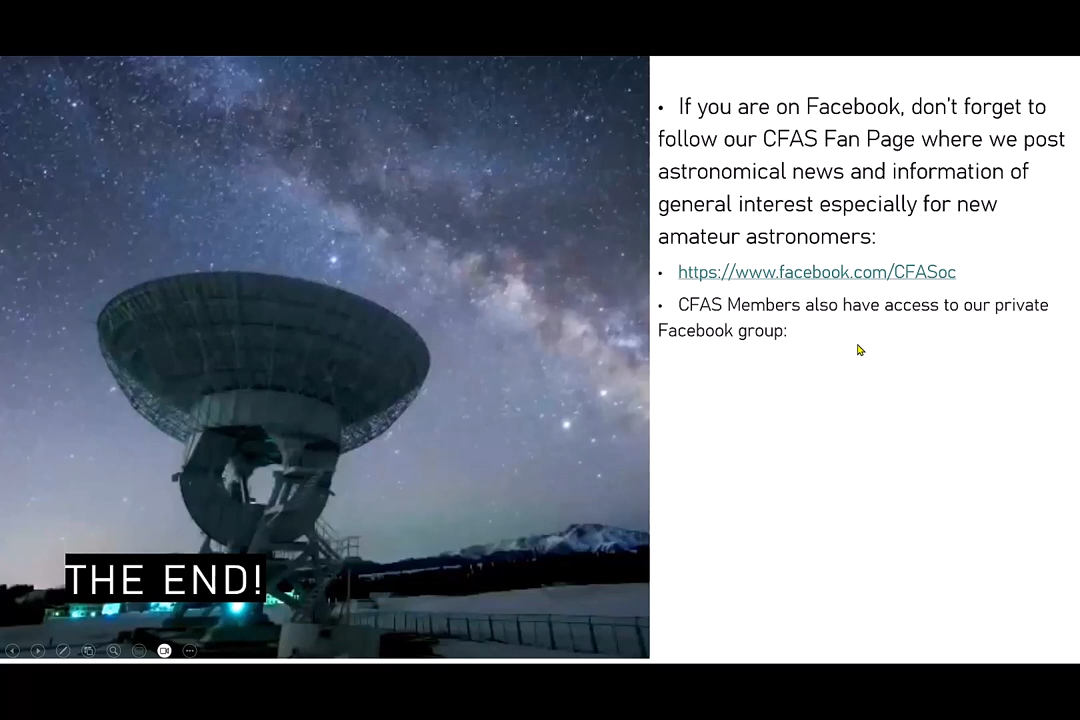 • If you are on Facebook, don't forget to
follow our CFAS Fan Page where we post
astronomical news and information of
general interest especially for new
amateur astronomers:
• https://www.facebook.com/CFASoc
• CFAS Members also have access to our private
Facebook group:
THE END!